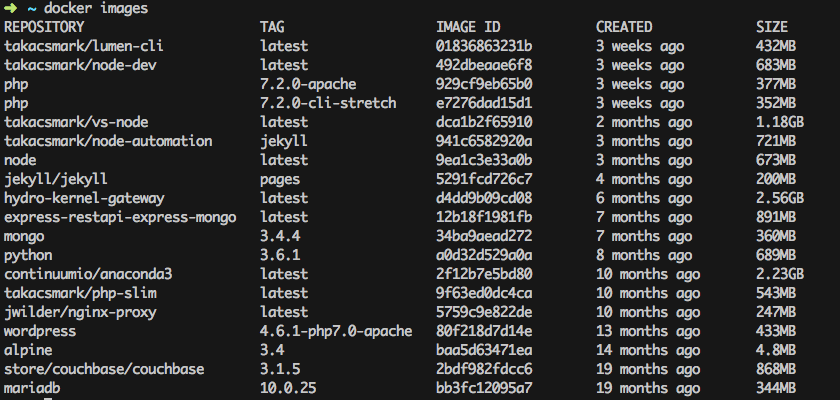 ➜ ~ docker images
REPOSITORY TAG IMAGE ID CREATED SIZE
takacsmark/lumen-cli latest 01836863231b 3 weeks ago 432MB
takacsmark/node-dev latest 492dbeaae6f8 3 weeks ago 683MB
php 7.2.0-apache 929cf9eb65b0 3 weeks ago 377MB
php 7.2.0-cli-stretch e7276dad15d1 3 weeks ago 352MB
takacsmark/vs-node latest dca1b2f65910 2 months ago 1.18GB
takacsmark/node-automation jekyll 941c6582920a 3 months ago 721MB
node latest 9ea1c3e33a0b 3 months ago 673MB
jekyll/jekyll pages 5291fcd726c7 4 months ago 200MB
hydro-kernel-gateway latest d4dd9b09cd08 6 months ago 2.56GB
express-restapi-express-mongo latest 12b18f1981fb 7 months ago 891MB
mongo 3.4.4 34ba9aead272 7 months ago 360MB
python 3.6.1 a0d32d529a0a 8 months ago 689MB
continuumio/anaconda3 latest 2f12b7e5bd80 10 months ago 2.23GB
takacsmark/php-slim latest 9f63ed0dc4ca 10 months ago 543MB
jwilder/nginx-proxy latest 5759c9e822de 10 months ago 247MB
wordpress 4.6.1-php7.0-apache 80f218d7d14e 13 months ago 433MB
alpine 3.4 baa5d63471ea 14 months ago 4.8MB
store/couchbase/couchbase 3.1.5 2bdf982fdcc6 19 months ago 868MB
mariadb 10.0.25 bb3fc12095a7 19 months ago 344MB